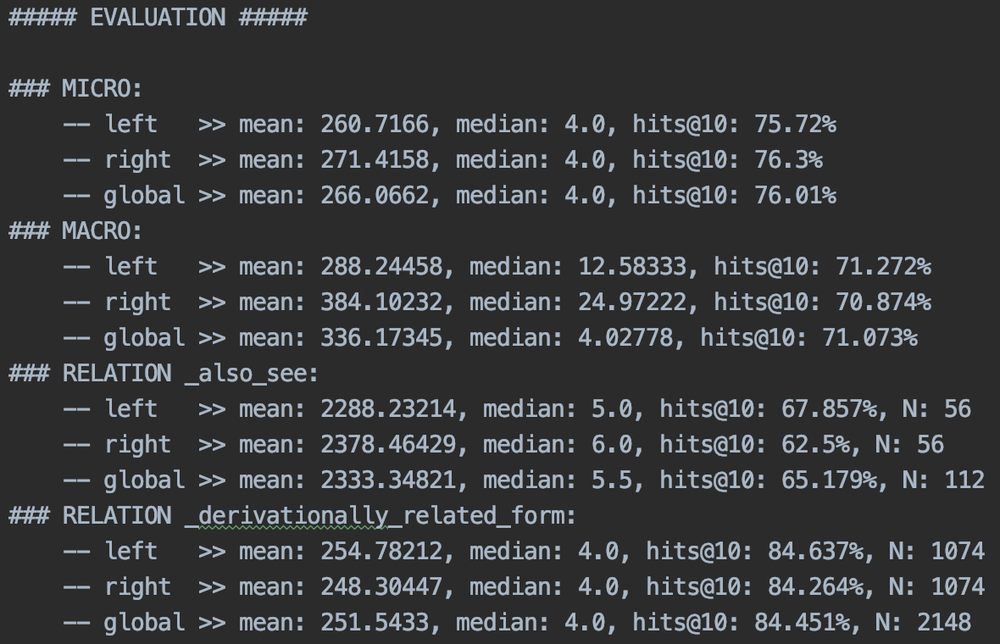 ##### EVALUATION #####
### MICRO:
-- left >> mean: 260.7166, median: 4.0, hits@10: 75.72%
-- right >> mean: 271.4158, median: 4.0, hits@10: 76.3%
-- global >> mean: 266.0662, median: 4.0, hits@10: 76.01%
### MACRO:
-- left >> mean: 288.24458, median: 12.58333, hits@10: 71.272%
-- right >> mean: 384.10232, median: 24.97222, hits@10: 70.874%
-- global >> mean: 336.17345, median: 4.02778, hits@10: 71.073%
### RELATION _also_see:
-- left >> mean: 2288.23214, median: 5.0, hits@10: 67.857%, N: 56
-- right >> mean: 2378.46429, median: 6.0, hits@10: 62.5%, N: 56
-- global >> mean: 2333.34821, median: 5.5, hits@10: 65.179%, N: 112
### RELATION _derivationally_related_form:
-- left >> mean: 254.78212, median: 4.0, hits@10: 84.637%, N: 1074
-- right >> mean: 248.30447, median: 4.0, hits@10: 84.264%, N: 1074
-- global >> mean: 251.5433, median: 4.0, hits@10: 84.451%, N: 2148